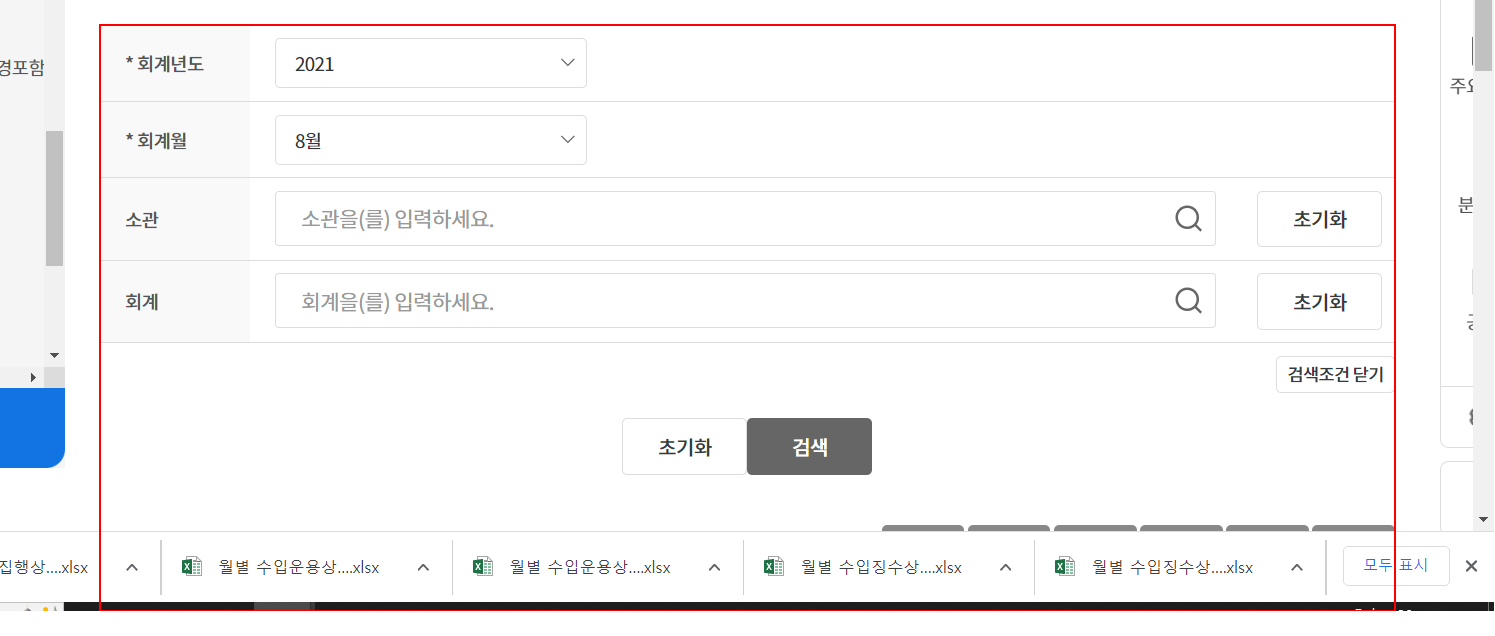 경포함
* 회계년도
2021
* 회계월
8월
소관
소관을(를) 입력하세요.
초기화
회계
회계을(를) 입력하세요.
초기화
검색조건 닫기
초기화
검색
주요
분
집행상....xlsx
월별 수입운용상....xlsx
월별 수입운용상....xlsx
월별 수입징수상....xlsx
월별 수입징수상....xlsx
모두 표시